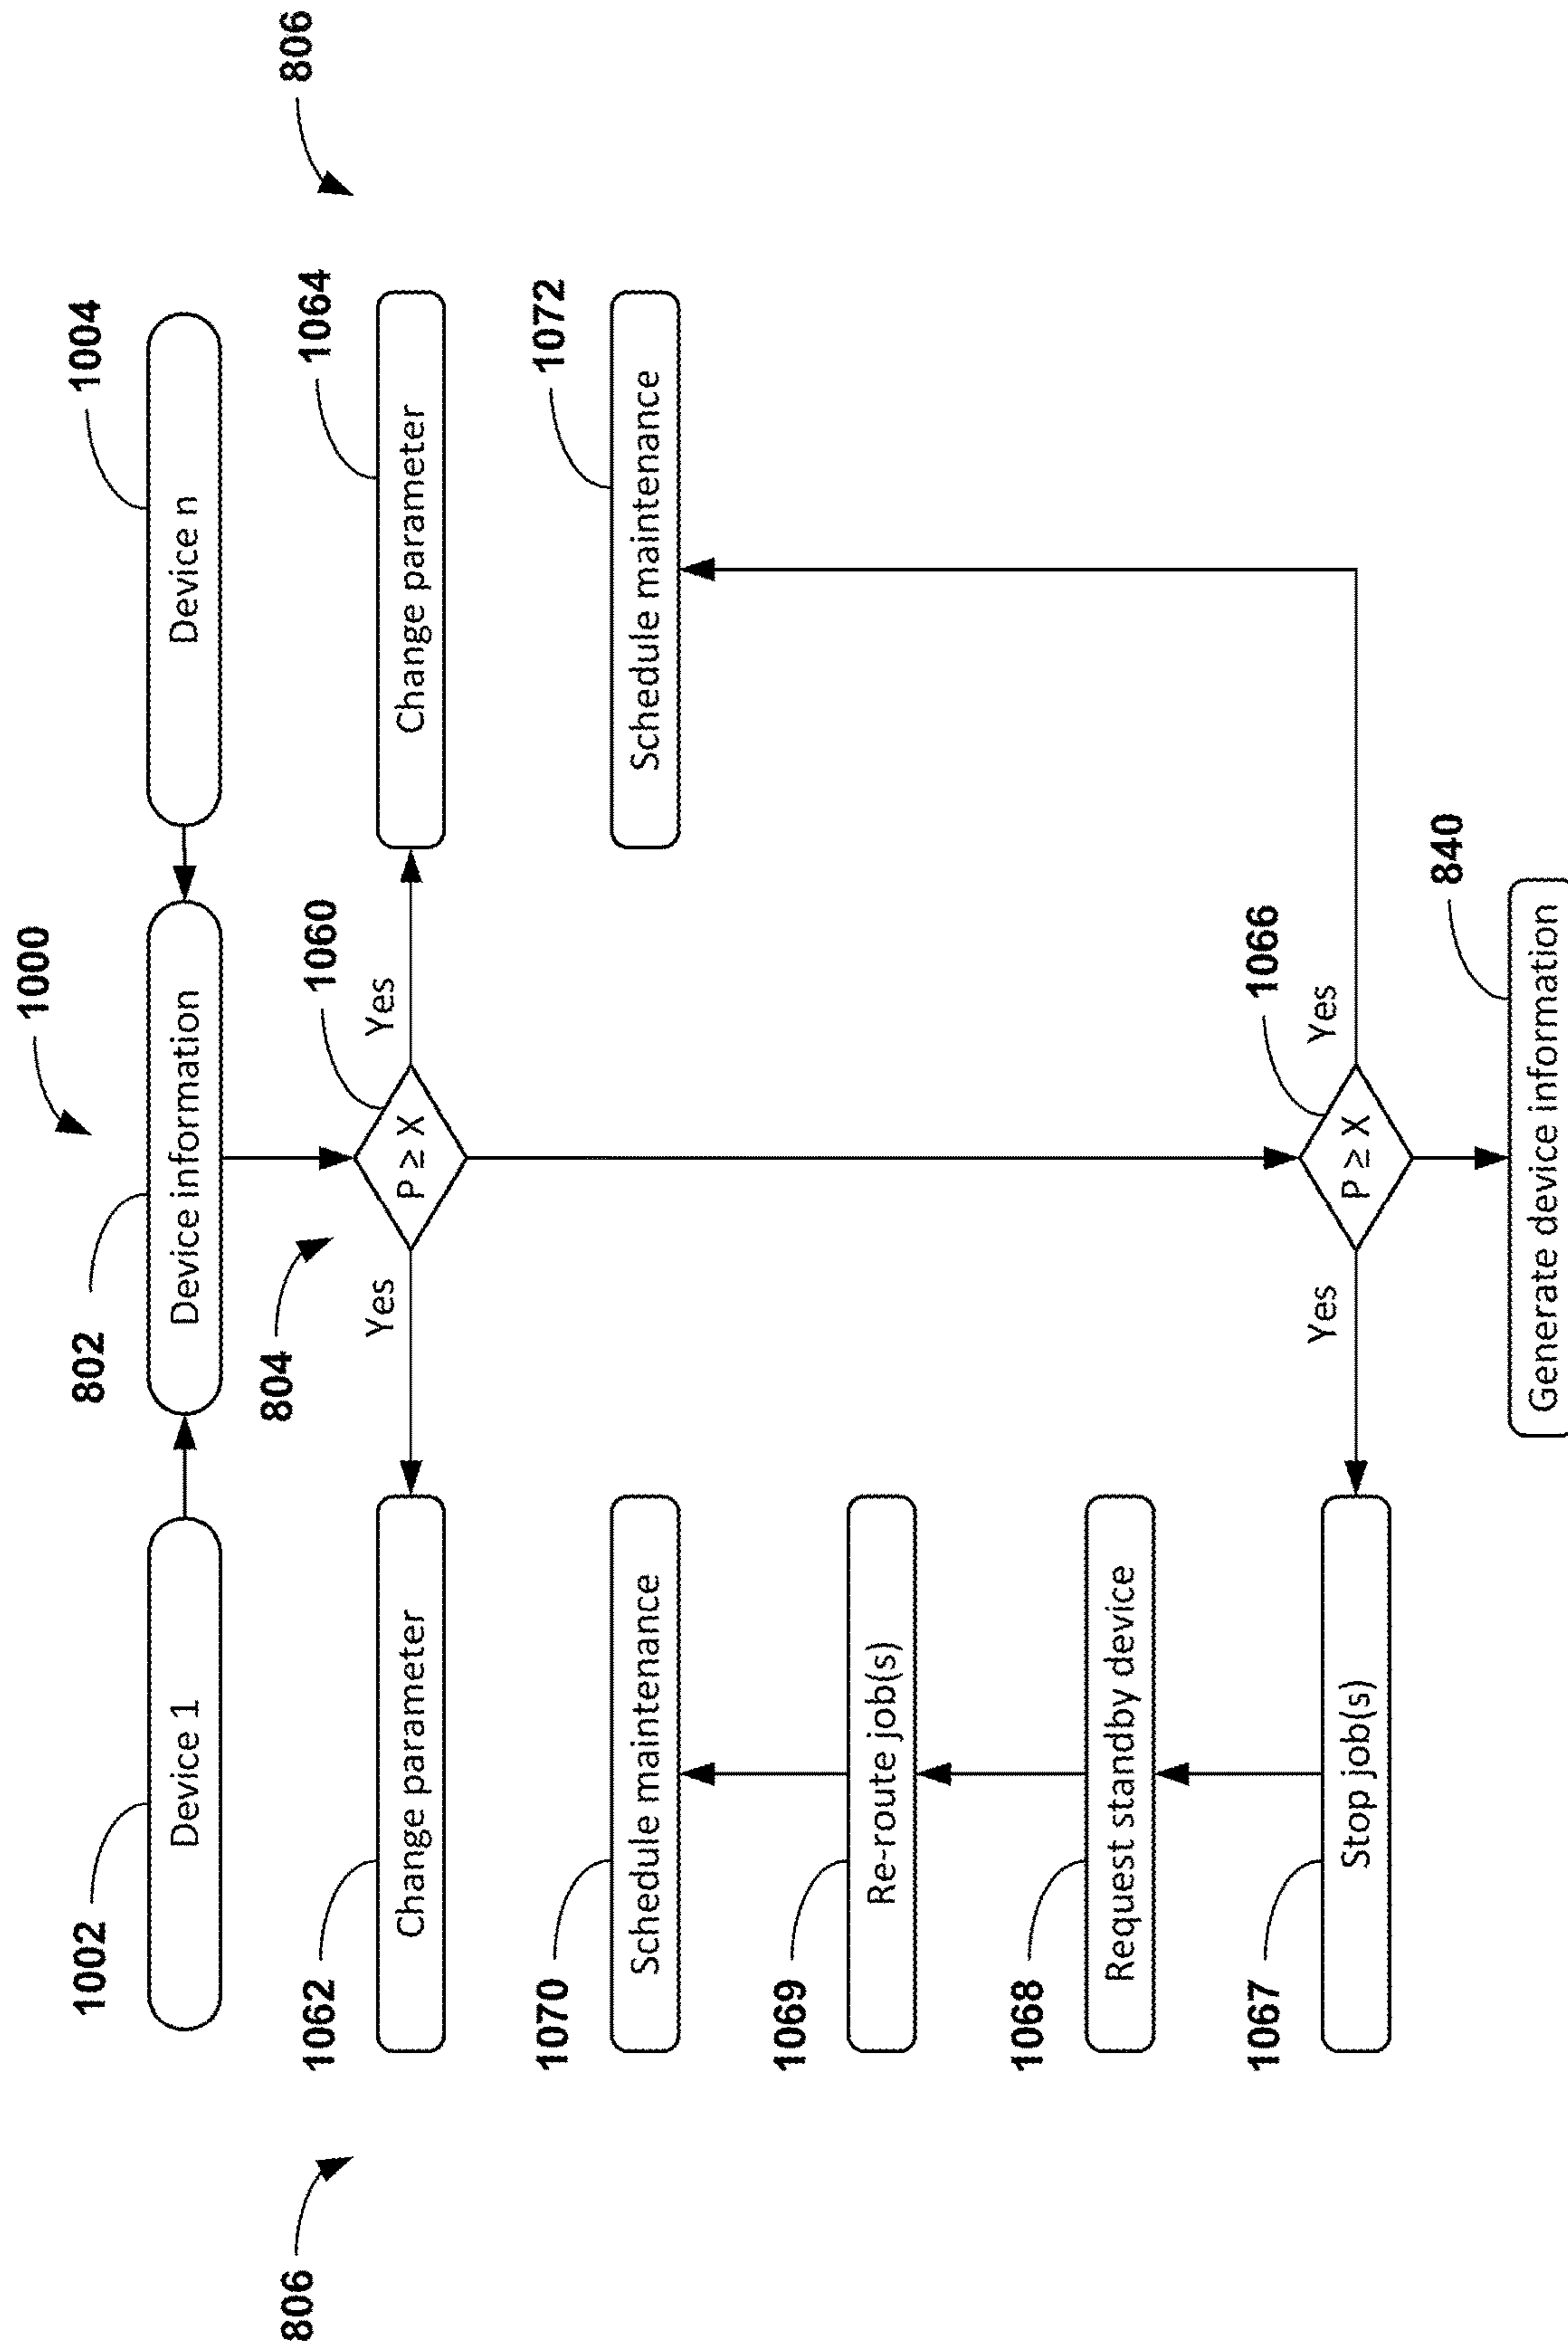 1000
1002
802
1004
Device 1
Device information
Device n
806
804
1060
1064
806
1062
Yes
Yes
Change parameter
P ≥ X
Change parameter
1070
1072
Schedule maintenance
Schedule maintenance
1069
Re-route job(s)
1068
Request standby device
1067
1066
Yes
Yes
Stop job(s)
P ≥ X
840
Generate device information